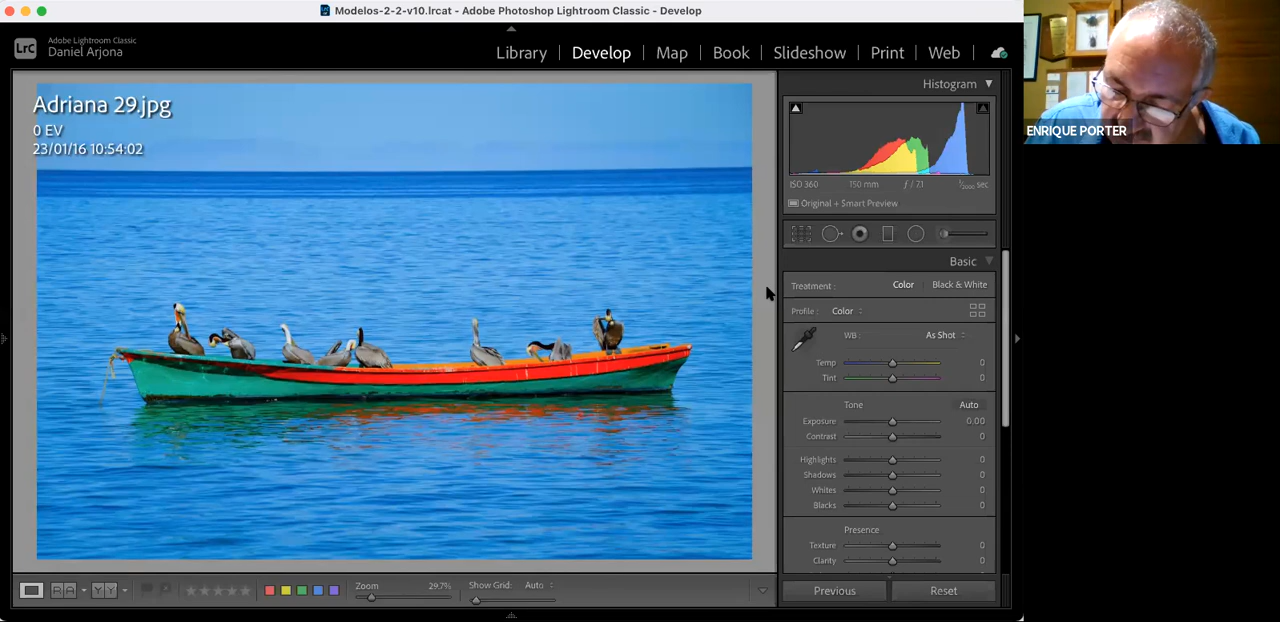 Modelos-2-2-v10.lrcat - Adobe Photoshop Lightroom Classic - Develop
LrC
Adobe Lightroom Classic
Daniel Arjona
Library | Develop | Map | Book | Slideshow | Print | Web
Adriana 29.jpg
0 EV
23/01/16 10:54:02
Histogram
ISO 360 150 mm ƒ / 7.1 1/2000 sec
Original + Smart Preview
Basic
Treatment : Color Black & White
Profile : Color
WB : As Shot
Temp 0
Tint 0
Tone Auto
Exposure 0.00
Contrast 0
Highlights 0
Shadows 0
Whites 0
Blacks 0
Presence
Texture 0
Clarity 0
Zoom 29.7% Show Grid: Auto
Previous Reset
ENRIQUE PORTER